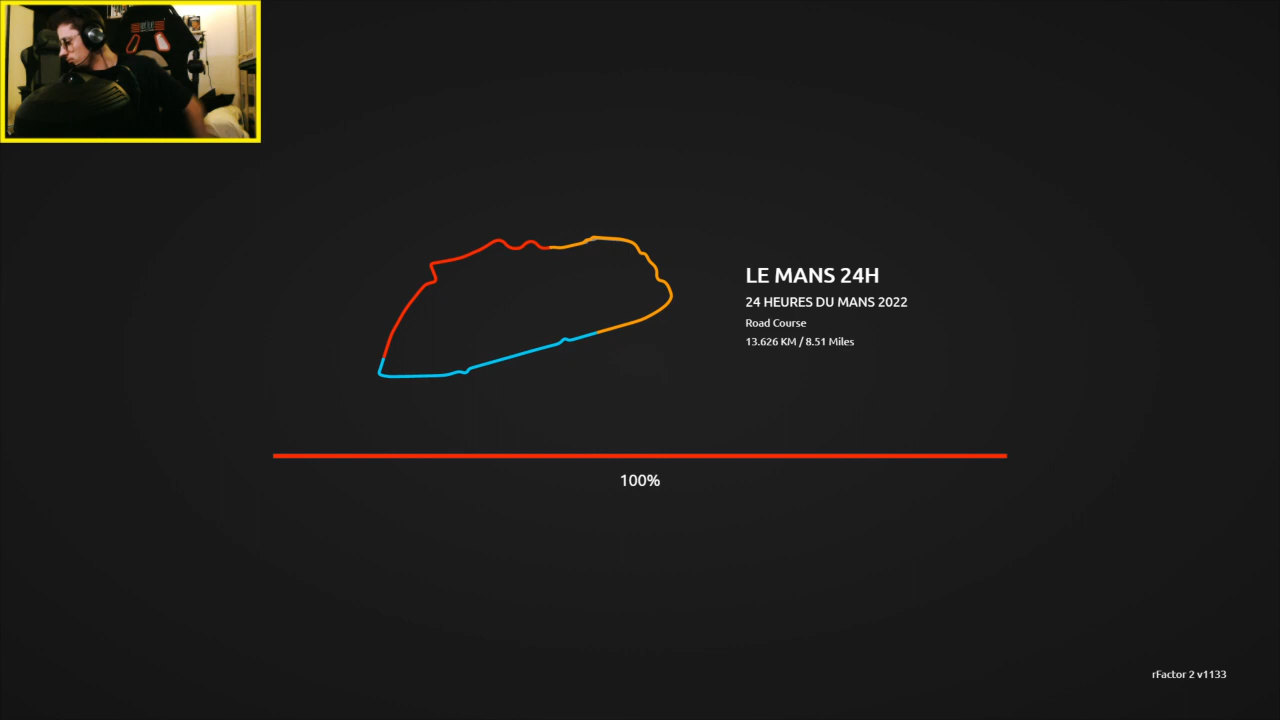 LE MANS 24H
24 HEURES DU MANS 2022
Road Course
13.626 KM / 8.51 Miles
100%
rFactor 2 v1133